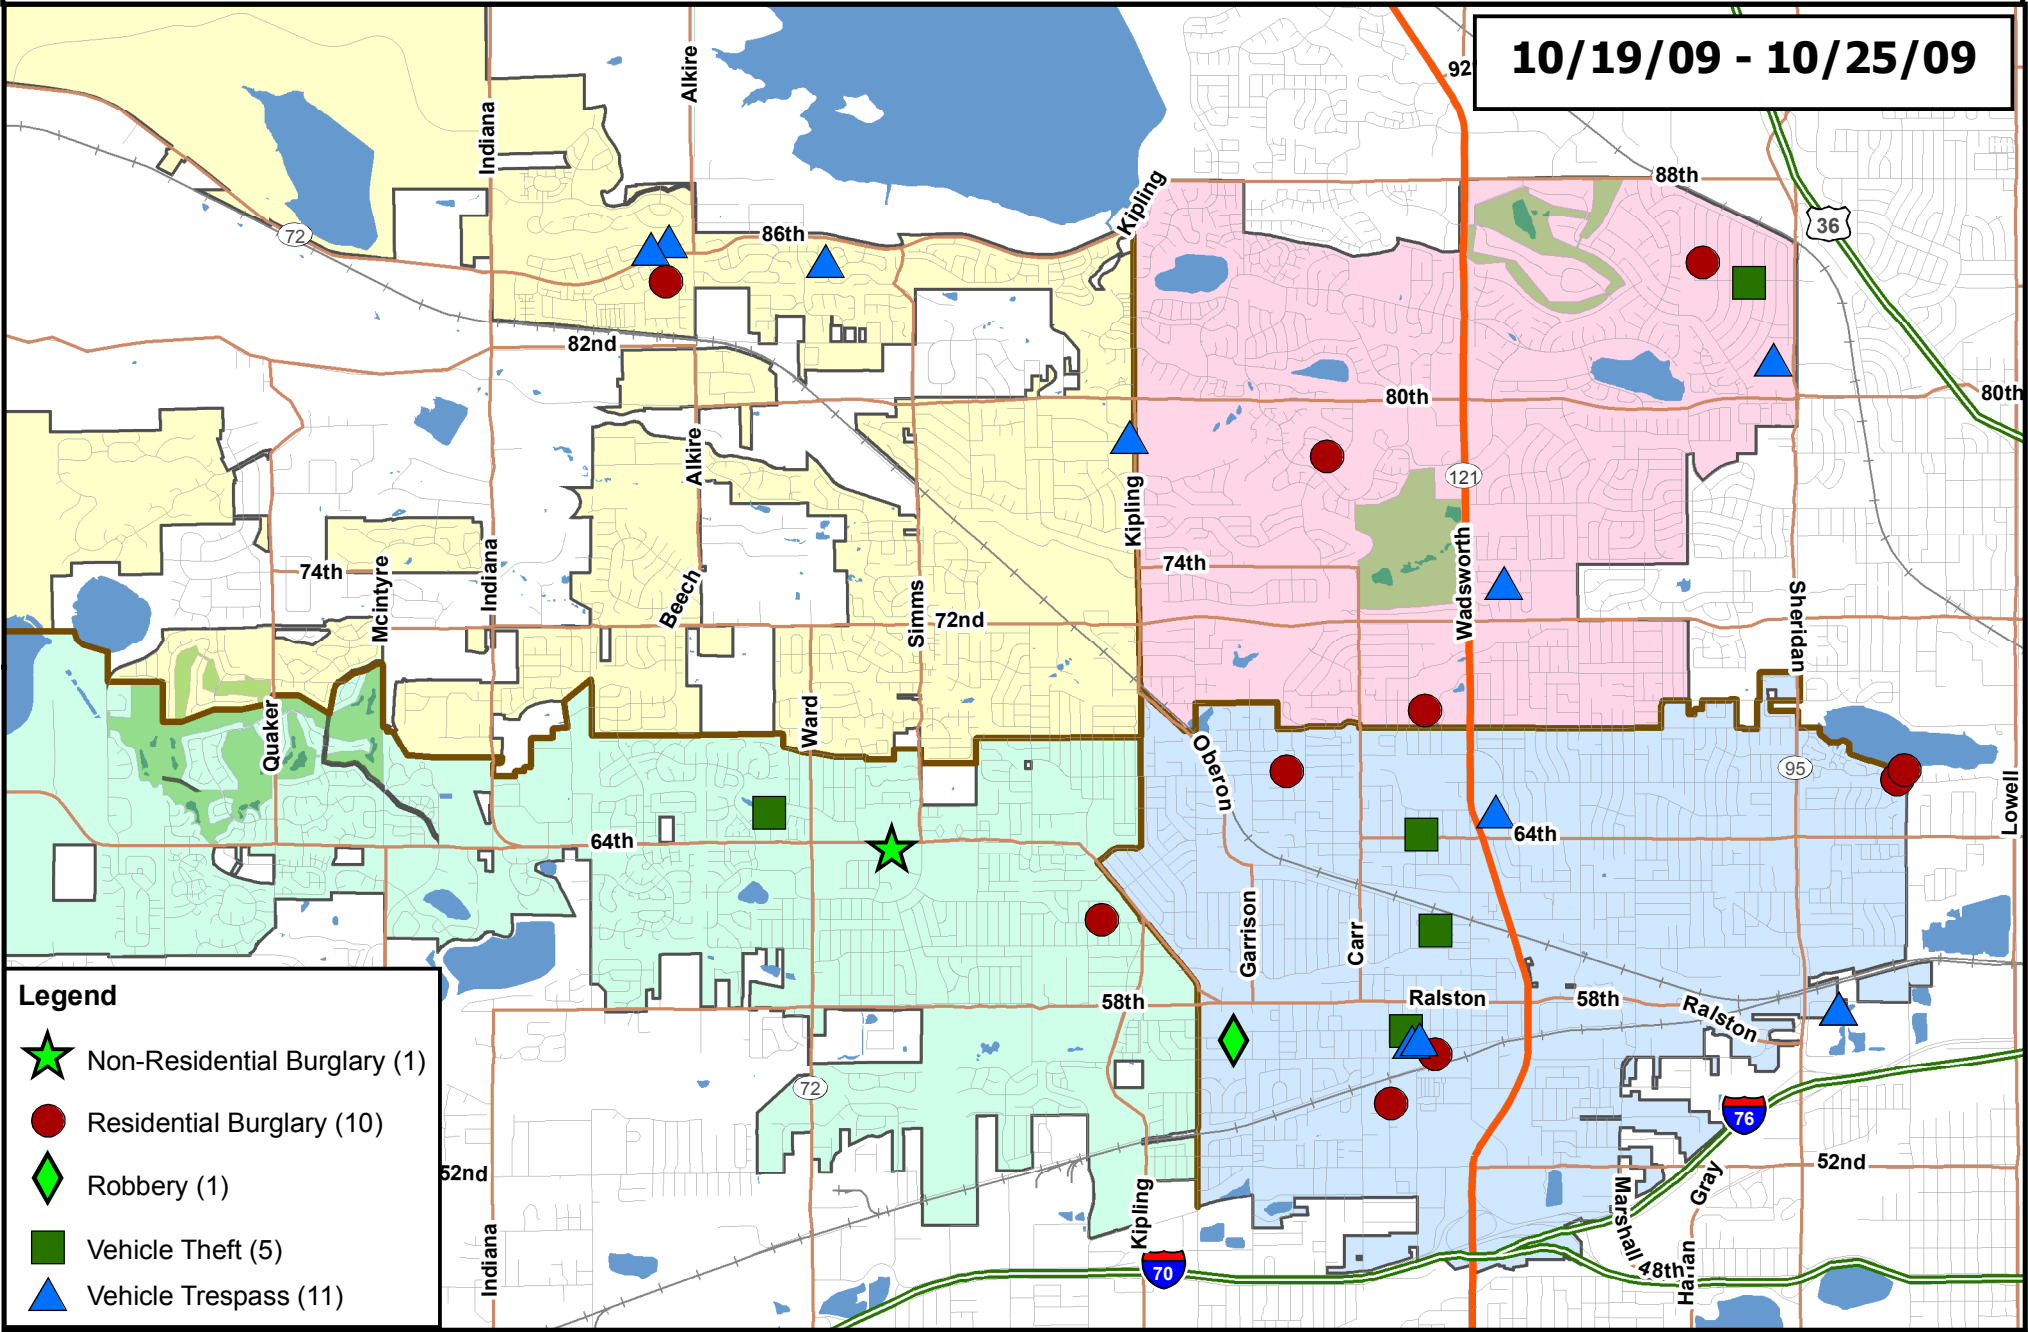 10/19/09 - 10/25/09
92
Alkire
Indiana
88th
Kipling
36
72
86th
82nd
80th
80th
Alkire
121
Kipling
Wadsworth
74th
74th
Mcintyre
Indiana
Beech
Simms
72nd
Sheridan
Quaker
Ward
Oberon
95
Lowell
64th
64th
Garrison
Carr
58th
Ralston
58th
Ralston
72
76
52nd
52nd
Marshall
Gray
Indiana
Kipling
70
48th
Harlan
Legend
Non-Residential Burglary (1)
Residential Burglary (10)
Robbery (1)
Vehicle Theft (5)
Vehicle Trespass (11)